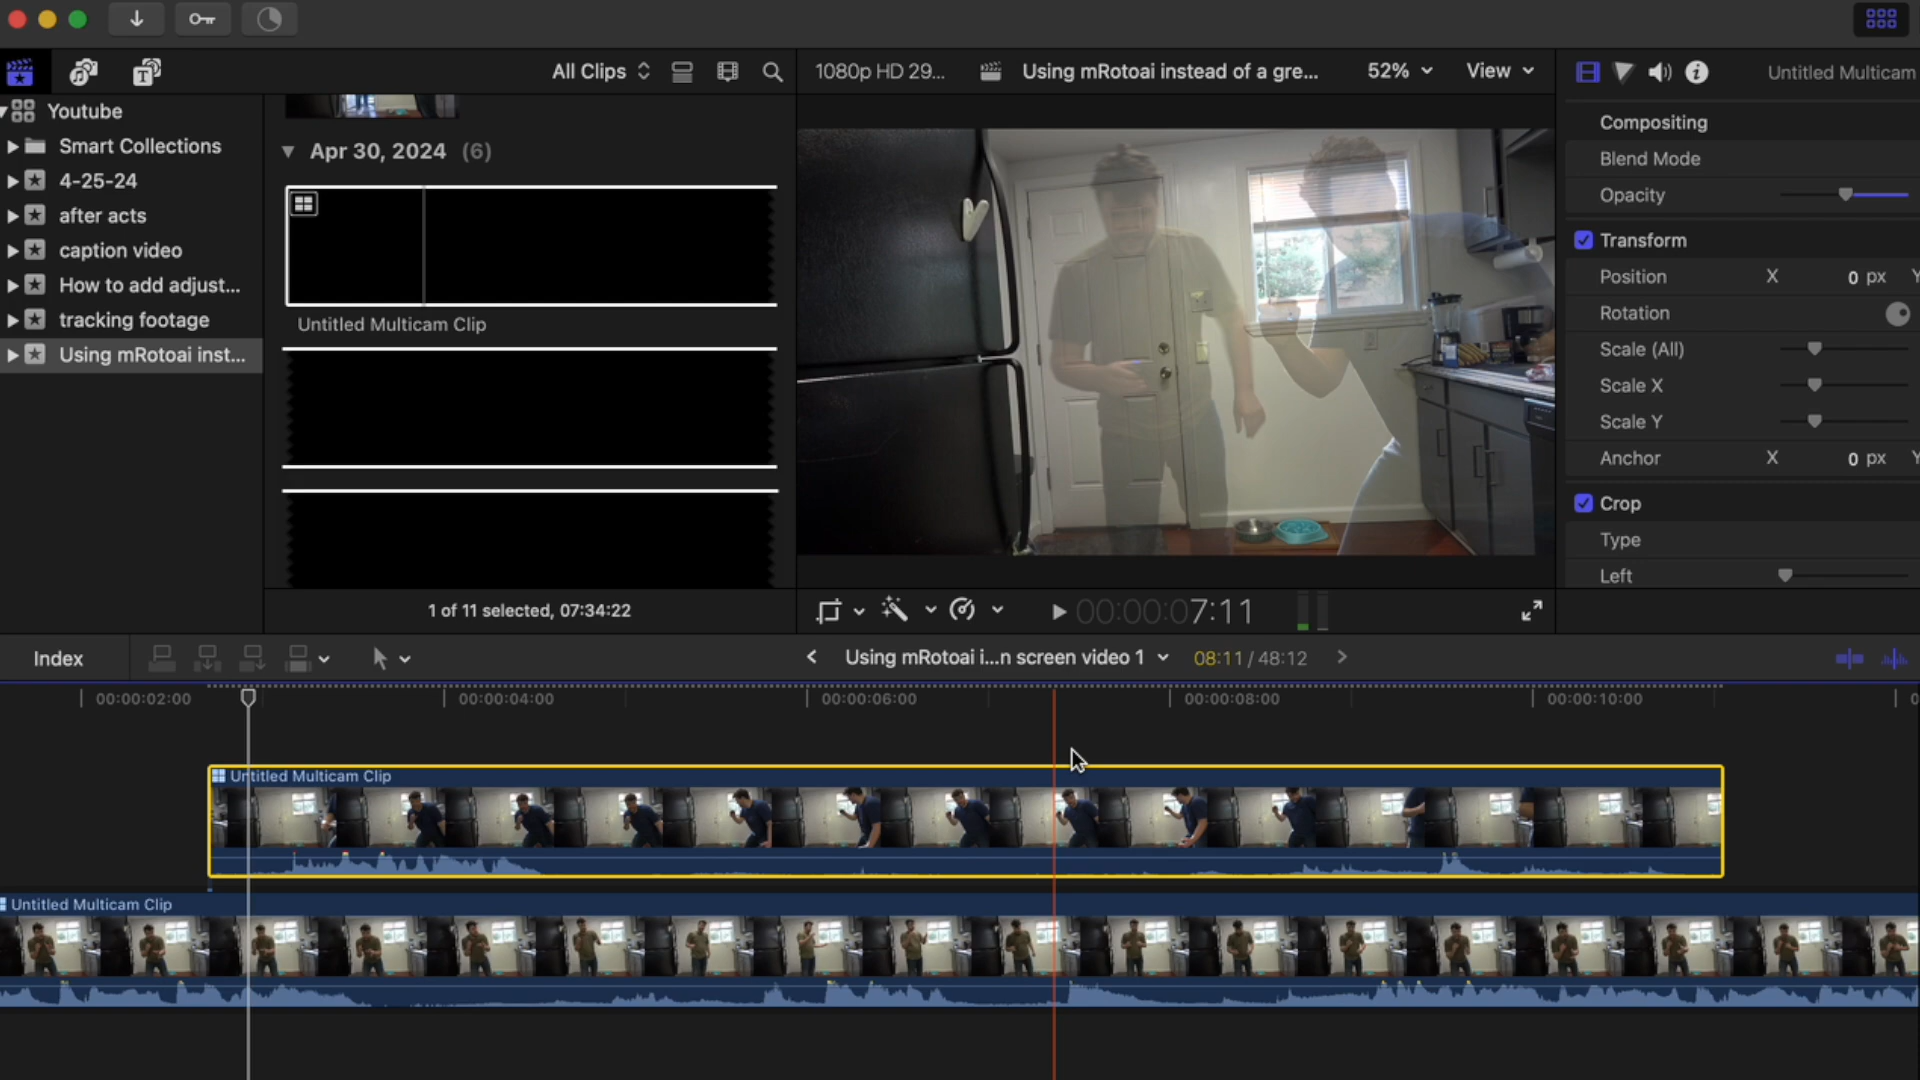 All Clips
1080p HD 29...
Using mRotoai instead of a gre...
52%
View
Untitled Multicam
Youtube
Smart Collections
4-25-24
after acts
caption video
How to add adjust...
tracking footage
Using mRotoai inst...
Apr 30, 2024 (6)
Untitled Multicam Clip
1 of 11 selected, 07:34:22
Compositing
Blend Mode
Opacity
Transform
Position X 0 px Y
Rotation
Scale (All)
Scale X
Scale Y
Anchor X 0 px Y
Crop
Type
Left
00:00:07:11
Index
Using mRotoai i...n screen video 1
08:11 / 48:12
00:00:02:00
00:00:04:00
00:00:06:00
00:00:08:00
00:00:10:00
Untitled Multicam Clip
Untitled Multicam Clip